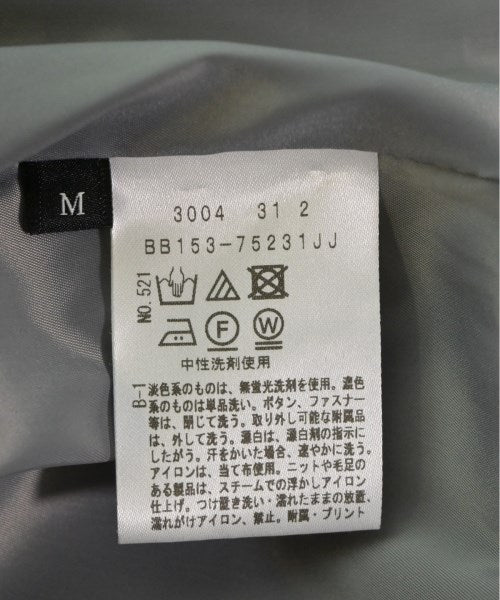 M
3004 31 2
BB153-75231JJ
NO.521
F
W
中性洗剤使用
B-1
淡色系のものは、無蛍光洗剤を使用。濃色
系のものは単品洗い。ボタン、ファスナー
等は、閉じて洗う。取り外し可能な附属品
は、外して洗う。漂白は、漂白剤の指示に
したがう。汗をかいた場合、速やかに洗う。
アイロンは、当て布使用。ニットや毛足の
ある製品は、スチームでの浮かしアイロン
仕上げ。つけ置き洗い・濡れたままの放置、
濡れがけアイロン、禁止。附属・プリント